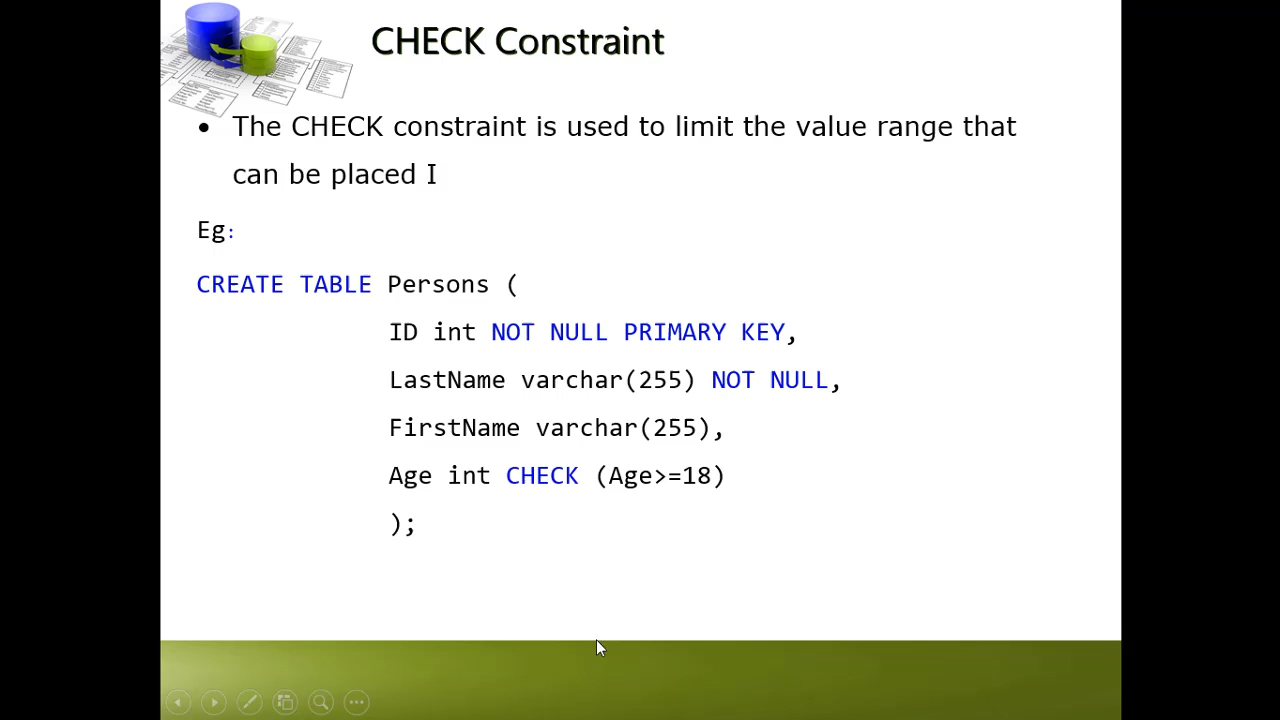 CHECK Constraint
• The CHECK constraint is used to limit the value range that
can be placed I
Eg:
CREATE TABLE Persons (
ID int NOT NULL PRIMARY KEY,
LastName varchar(255) NOT NULL,
FirstName varchar(255),
Age int CHECK (Age>=18)
);